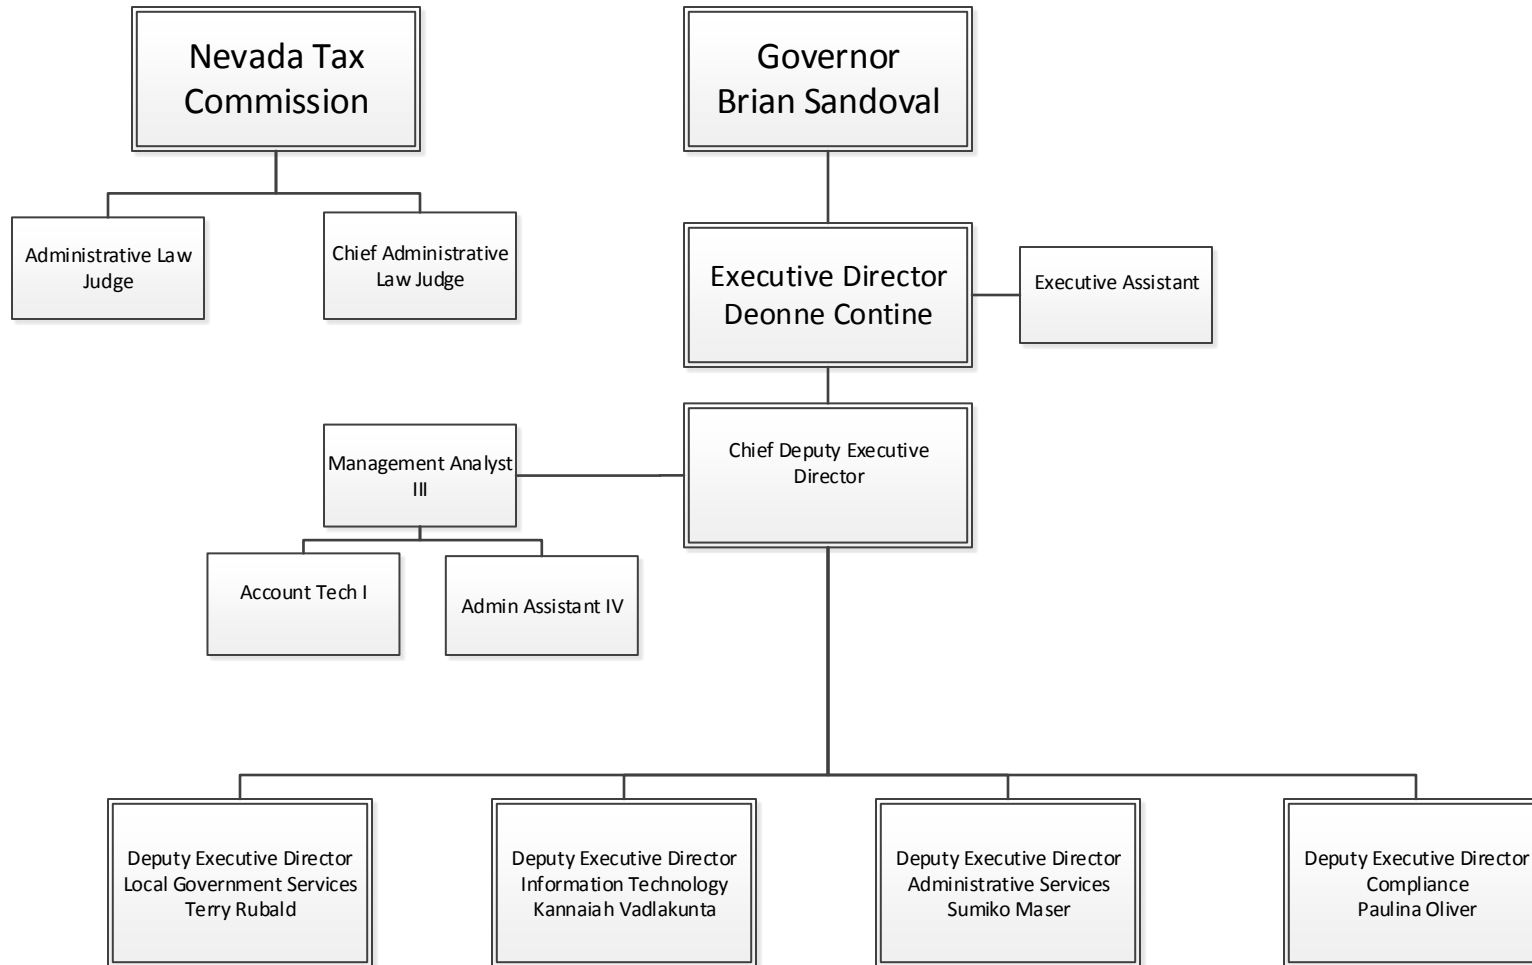 Nevada Tax
Commission
Governor
Brian Sandoval
Administrative Law
Judge
Chief Administrative
Law Judge
Executive Director
Deonne Contine
Executive Assistant
Management Analyst
III
Chief Deputy Executive
Director
Account Tech I
Admin Assistant IV
Deputy Executive Director
Local Government Services
Terry Rubald
Deputy Executive Director
Information Technology
Kannaiah Vadlakunta
Deputy Executive Director
Administrative Services
Sumiko Maser
Deputy Executive Director
Compliance
Paulina Oliver